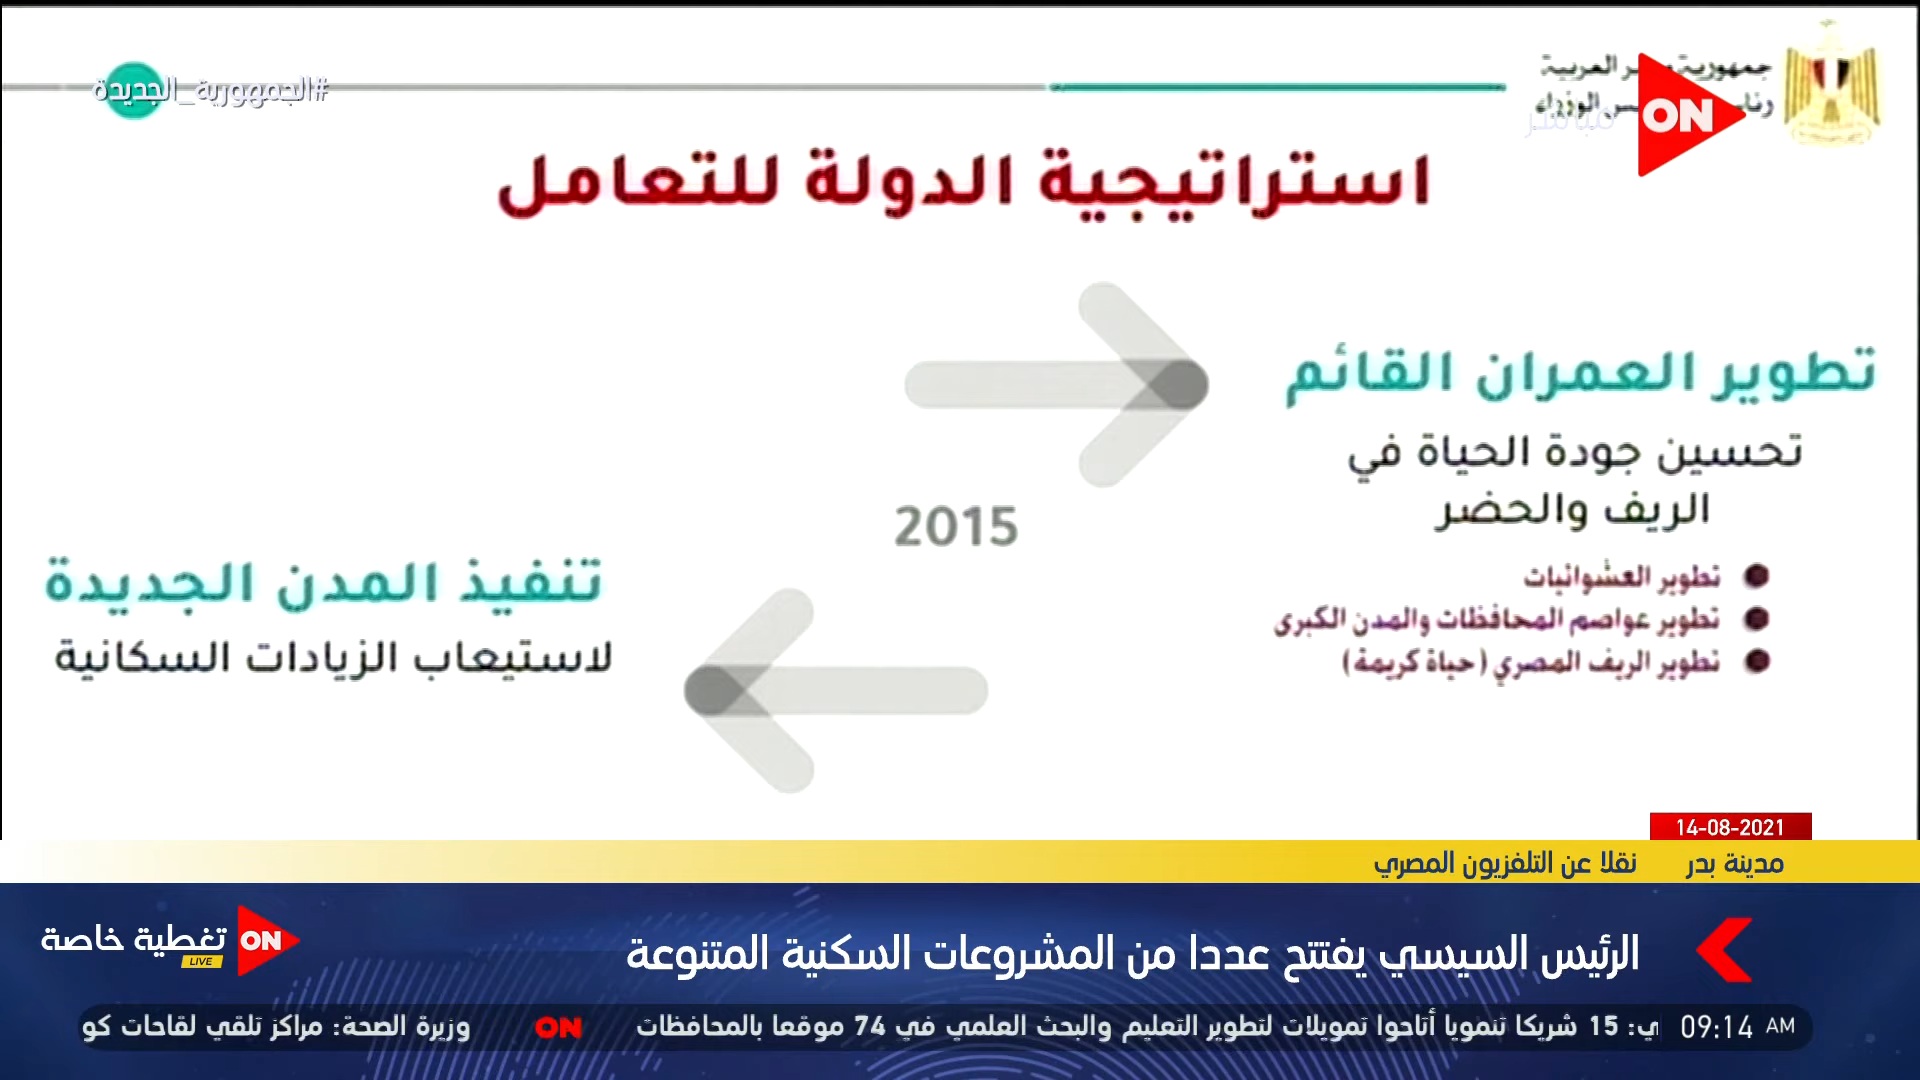 #الجمهورية_الجديدة
جمهورية العربية
الوزراء
مباشر
ON
استراتيجية الدولة للتعامل
تطوير العمران القائم
تحسين جودة الحياة في
الريف والحضر
تطوير العشوائيات
تطوير عواصم المحافظات والمدن الكبرى
تطوير الريف المصري (حياة كريمة)
2015
تنفيذ المدن الجديدة
لاستيعاب الزيادات السكانية
14-08-2021
مدينة بدر نقلا عن التلفزيون المصري
الرئيس السيسي يفتتح عددا من المشروعات السكنية المتنوعة
ON تغطية خاصة
LIVE
09:14 AM
ي: 15 شريكا تنمويا أتاحوا تمويلات لتطوير التعليم والبحث العلمي في 74 موقعا بالمحافظات ON وزيرة الصحة: مراكز تلقي لقاحات كو